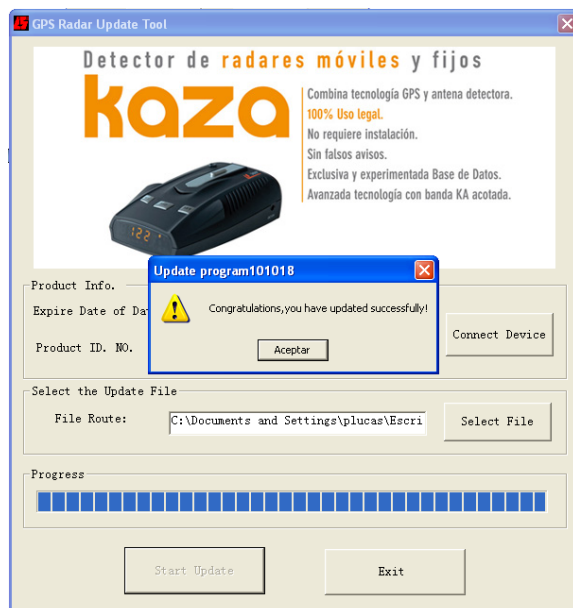 GPS Radar Update Tool
Detector de radares móviles y fijos
kaza
Combina tecnología GPS y antena detectora.
100% Uso legal.
No requiere instalación.
Sin falsos avisos.
Exclusiva y experimentada Base de Datos.
Avanzada tecnología con banda KA acotada.
122
Update program101018
Product Info.
Congratulations,you have updated successfully!
Expire Date of Da
Connect Device
Product ID. NO.
Aceptar
Select the Update File
File Route:
C:\Documents and Settings\plucas\Escri
Select File
Progress
Start Update
Exit